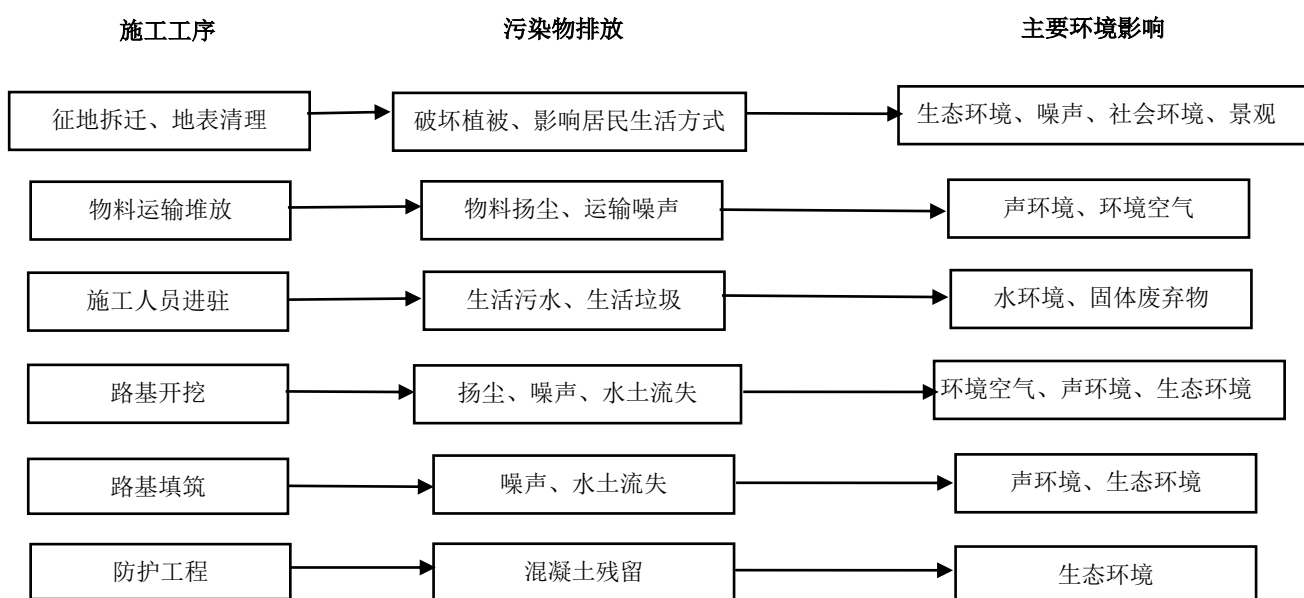 施工工序 污染物排放 主要环境影响
征地拆迁、地表清理 破坏植被、影响居民生活方式 生态环境、噪声、社会环境、景观
物料运输堆放 物料扬尘、运输噪声 声环境、环境空气
施工人员进驻 生活污水、生活垃圾 水环境、固体废弃物
路基开挖 扬尘、噪声、水土流失 环境空气、声环境、生态环境
路基填筑 噪声、水土流失 声环境、生态环境
防护工程 混凝土残留 生态环境